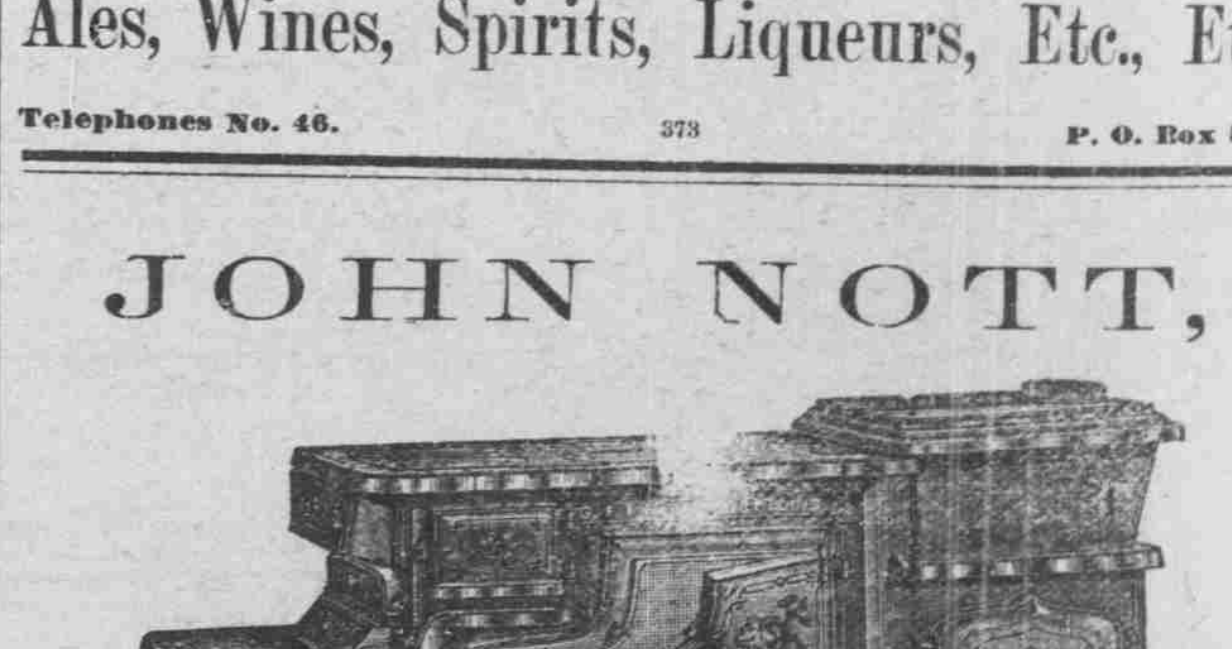 Ales, Wines, Spirits, Liqueurs, Etc.,
Telephones No. 46. 373 P. O. Box
JOHN NOTT,